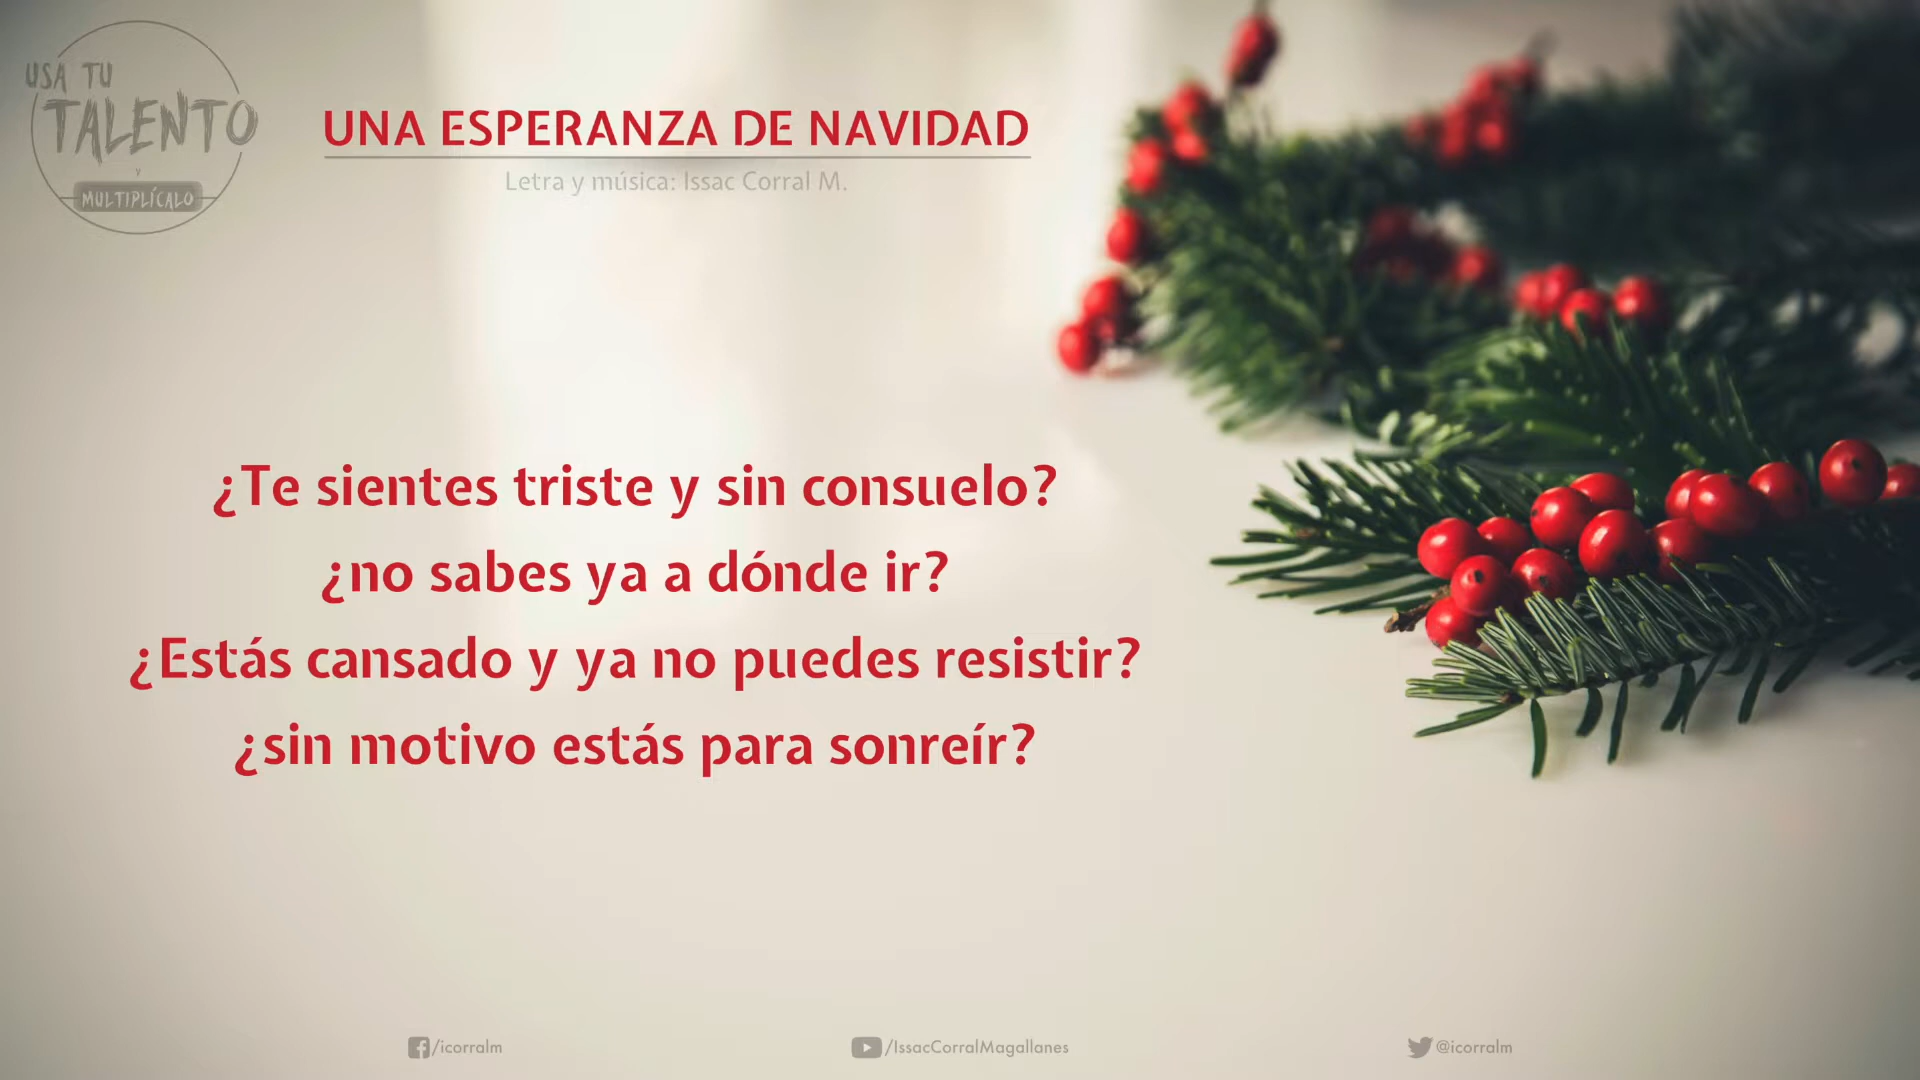 USA TU
TALENTO
Y
MULTIPLÍCALO
UNA ESPERANZA DE NAVIDAD
Letra y música: Issac Corral M.
¿Te sientes triste y sin consuelo?
¿no sabes ya a dónde ir?
¿Estás cansado y ya no puedes resistir?
¿sin motivo estás para sonreír?
/icorralm
/IssacCorralMagallanes
@icorralm